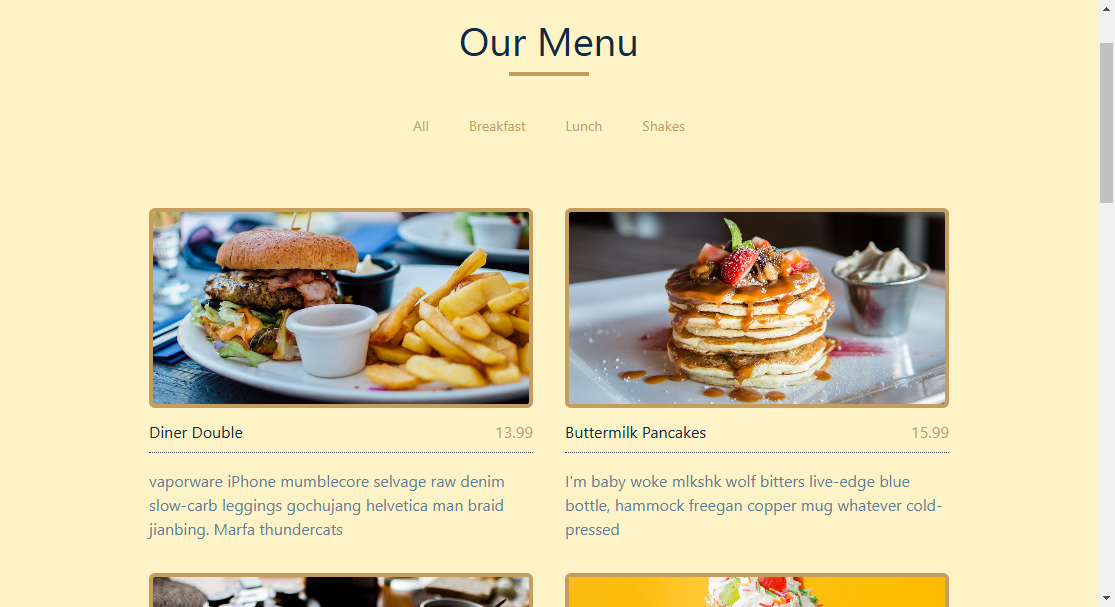 Our Menu
All Breakfast Lunch Shakes
Diner Double 13.99
vaporware iPhone mumblecore selvage raw denim
slow-carb leggings gochujang helvetica man braid
jianbing. Marfa thundercats
Buttermilk Pancakes 15.99
I'm baby woke mlkshk wolf bitters live-edge blue
bottle, hammock freegan copper mug whatever cold-
pressed